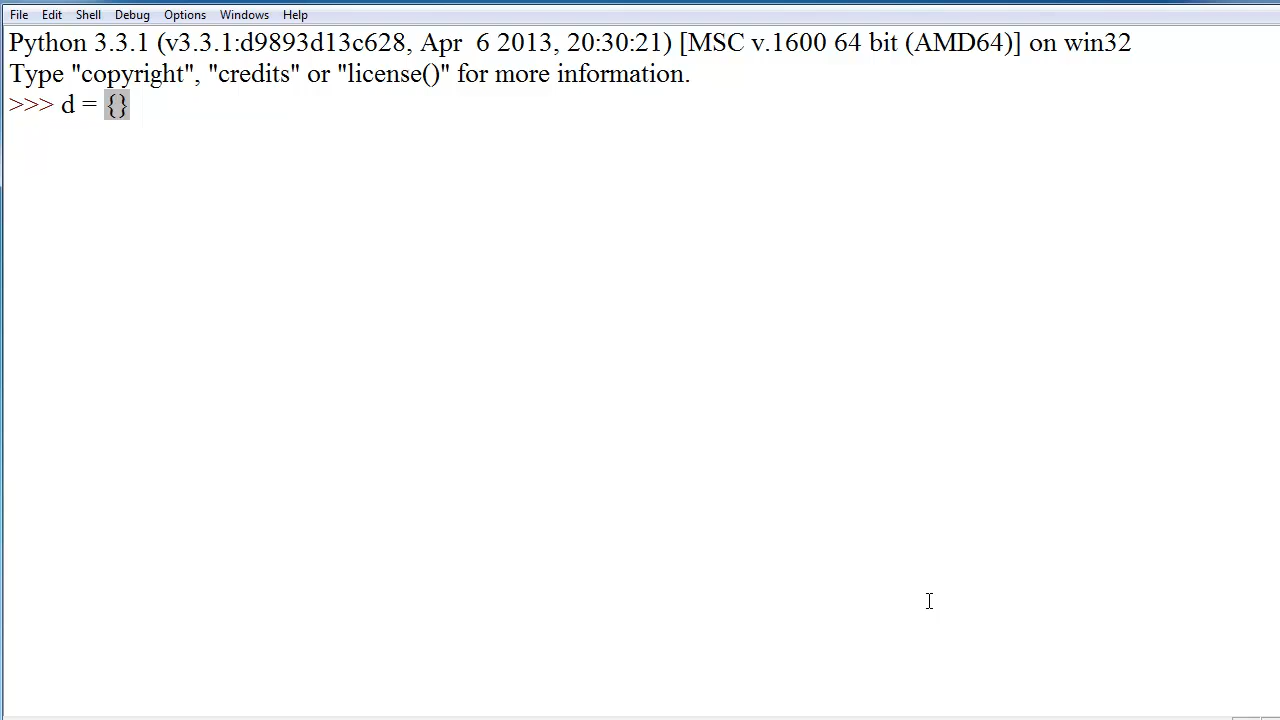 File Edit Shell Debug Options Windows Help
Python 3.3.1 (v3.3.1:d9893d13c628, Apr  6 2013, 20:30:21) [MSC v.1600 64 bit (AMD64)] on win32
Type "copyright", "credits" or "license()" for more information.
>>> d = {}